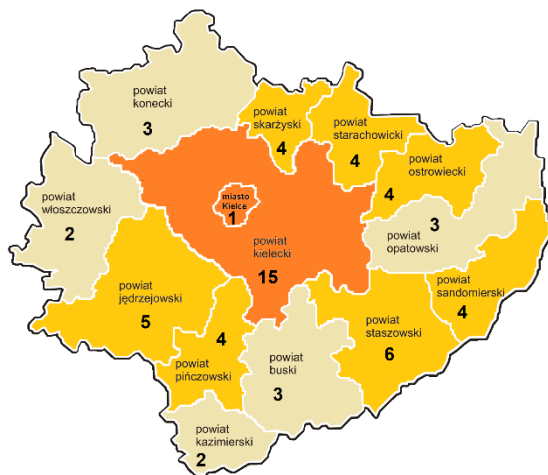 powiat
konecki
3
powiat
skarżyski
4
powiat
starachowicki
4
powiat
ostrowiecki
4
powiat
włoszczowski
2
miasto
Kielce
1
powiat
kielecki
15
3
powiat
opatowski
powiat
sandomierski
4
powiat
jędrzejowski
5
4
powiat
pińczowski
powiat
staszowski
6
powiat
buski
3
powiat
kazimierski
2